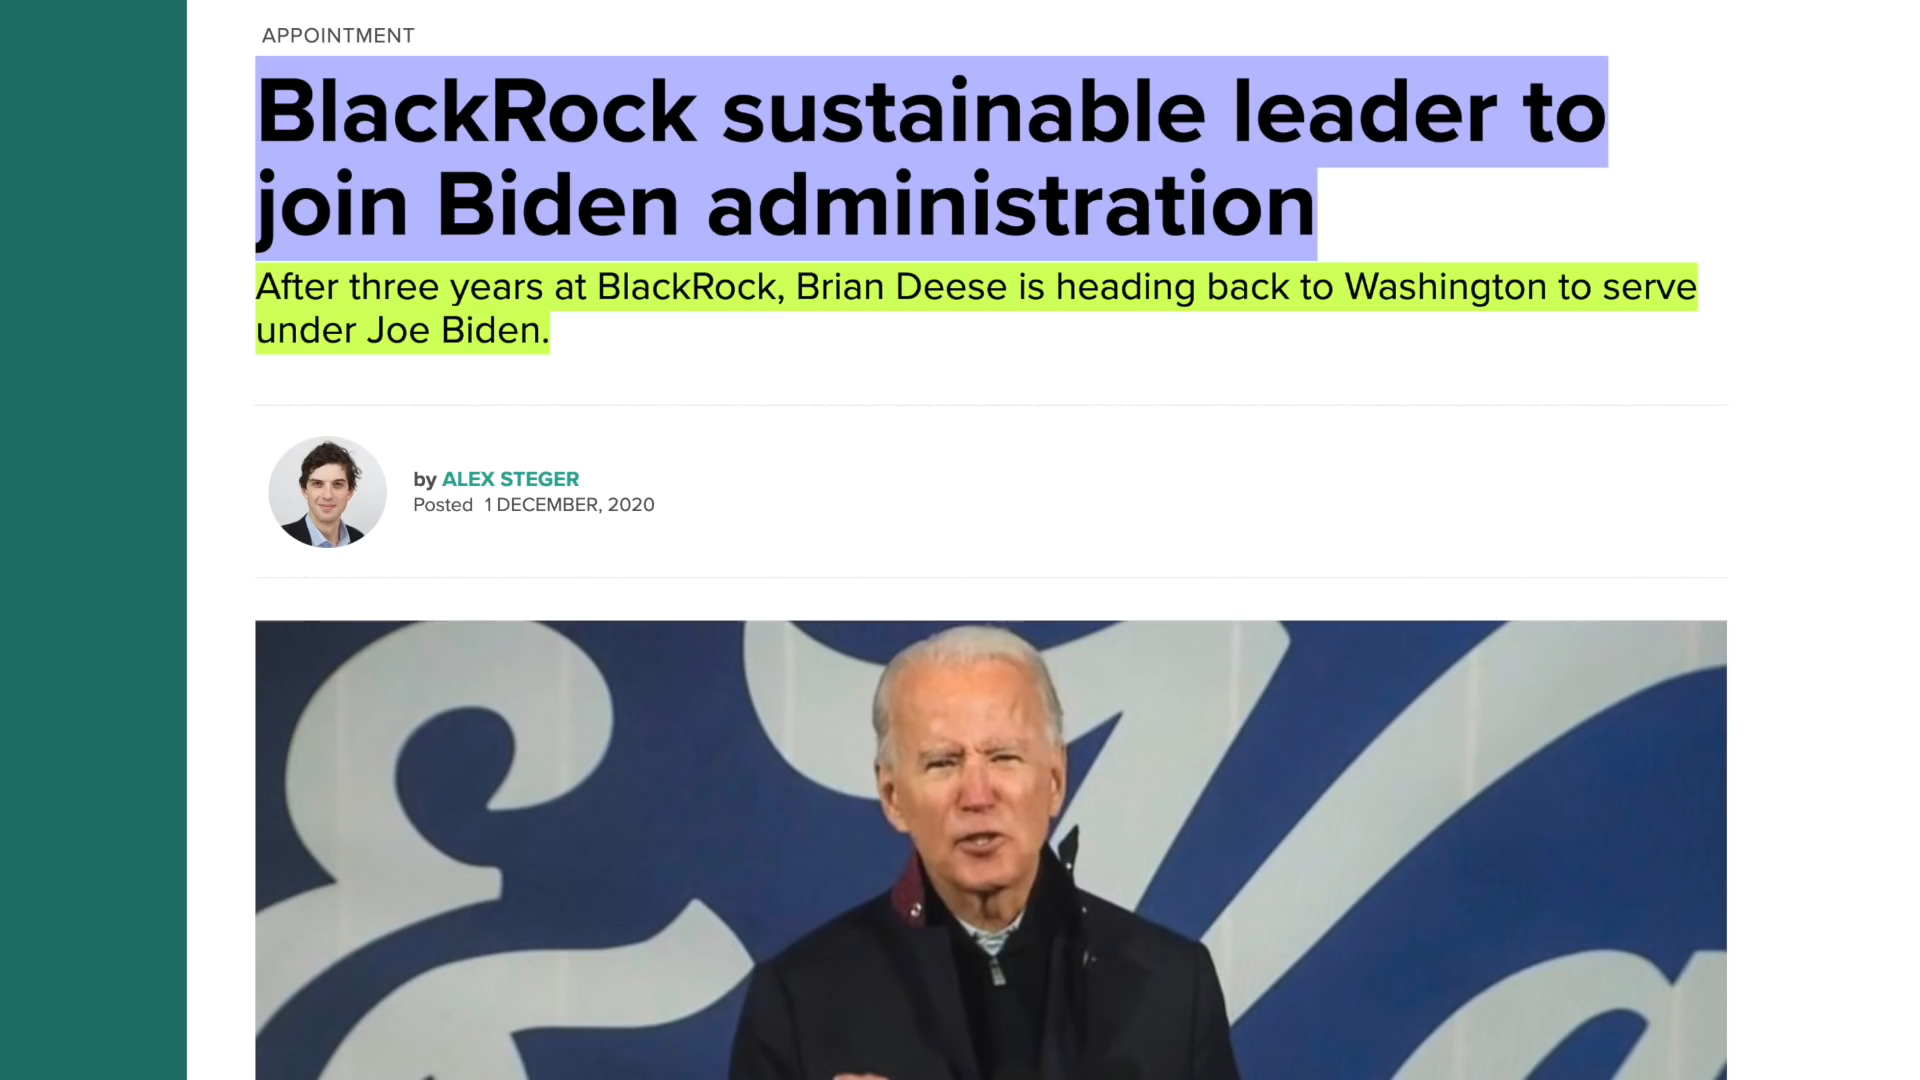 APPOINTMENT
BlackRock sustainable leader to
join Biden administration
After three years at BlackRock, Brian Deese is heading back to Washington to serve
under Joe Biden.
by ALEX STEGER
Posted 1 DECEMBER, 2020